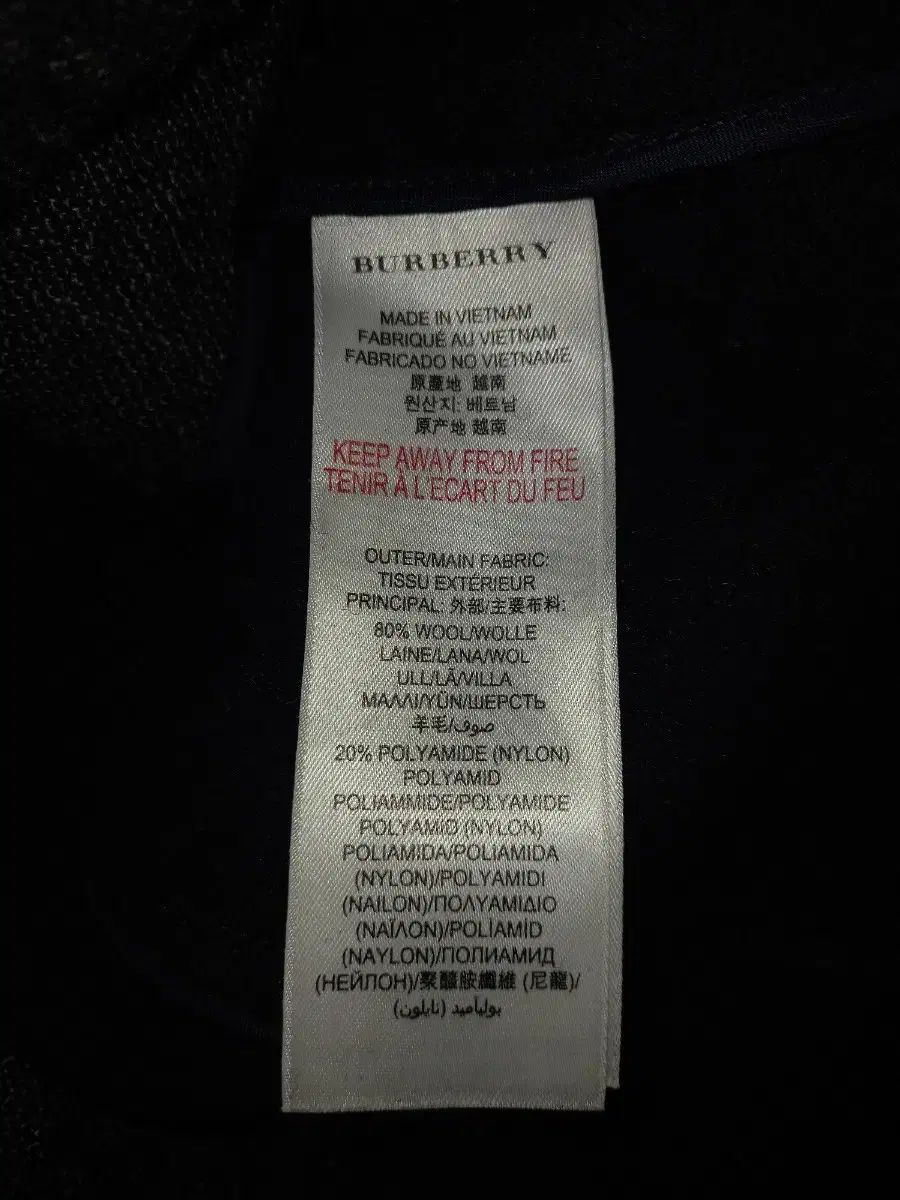 BURBERRY
MADE IN VIETNAM
FABRIQUÉ AU VIETNAM
FABRICADO NO VIETNAME
原產地 越南
원산지: 베트남
原产地 越南
KEEP AWAY FROM FIRE
TENIR À L'ECART DU FEU
OUTER/MAIN FABRIC:
TISSU EXTÉRIEUR
PRINCIPAL: 外部/主要布料:
80% WOOL/WOLLE
LAINE/LANA/WOL
ULL/LÃ/VILLA
ΜΑΛΛΙ/YÜN/ШЕРСТЬ
羊毛/صوف
20% POLYAMIDE (NYLON)
POLYAMID
POLIAMMIDE/POLYAMIDE
POLYAMID (NYLON)
POLIAMIDA/POLIAMIDA
(NYLON)/POLYAMIDI
(NAILON)/ΠΟΛΥΑΜΙΔΙΟ
(ΝΑΪΛΟΝ)/POLİAMİD
(NAYLON)/ПОЛИАМИД
(НЕЙЛОН)/聚醯胺纖維 (尼龍)/
بولياميد (نايلون)